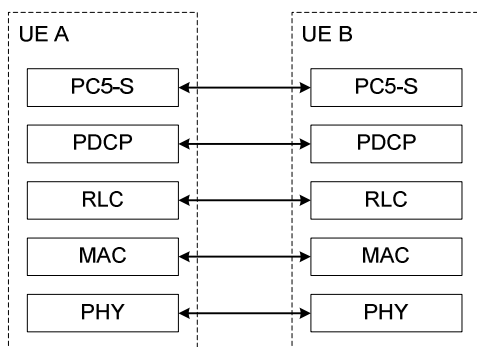 UE A
UE B
PC5-S
PC5-S
PDCP
PDCP
RLC
RLC
MAC
MAC
PHY
PHY